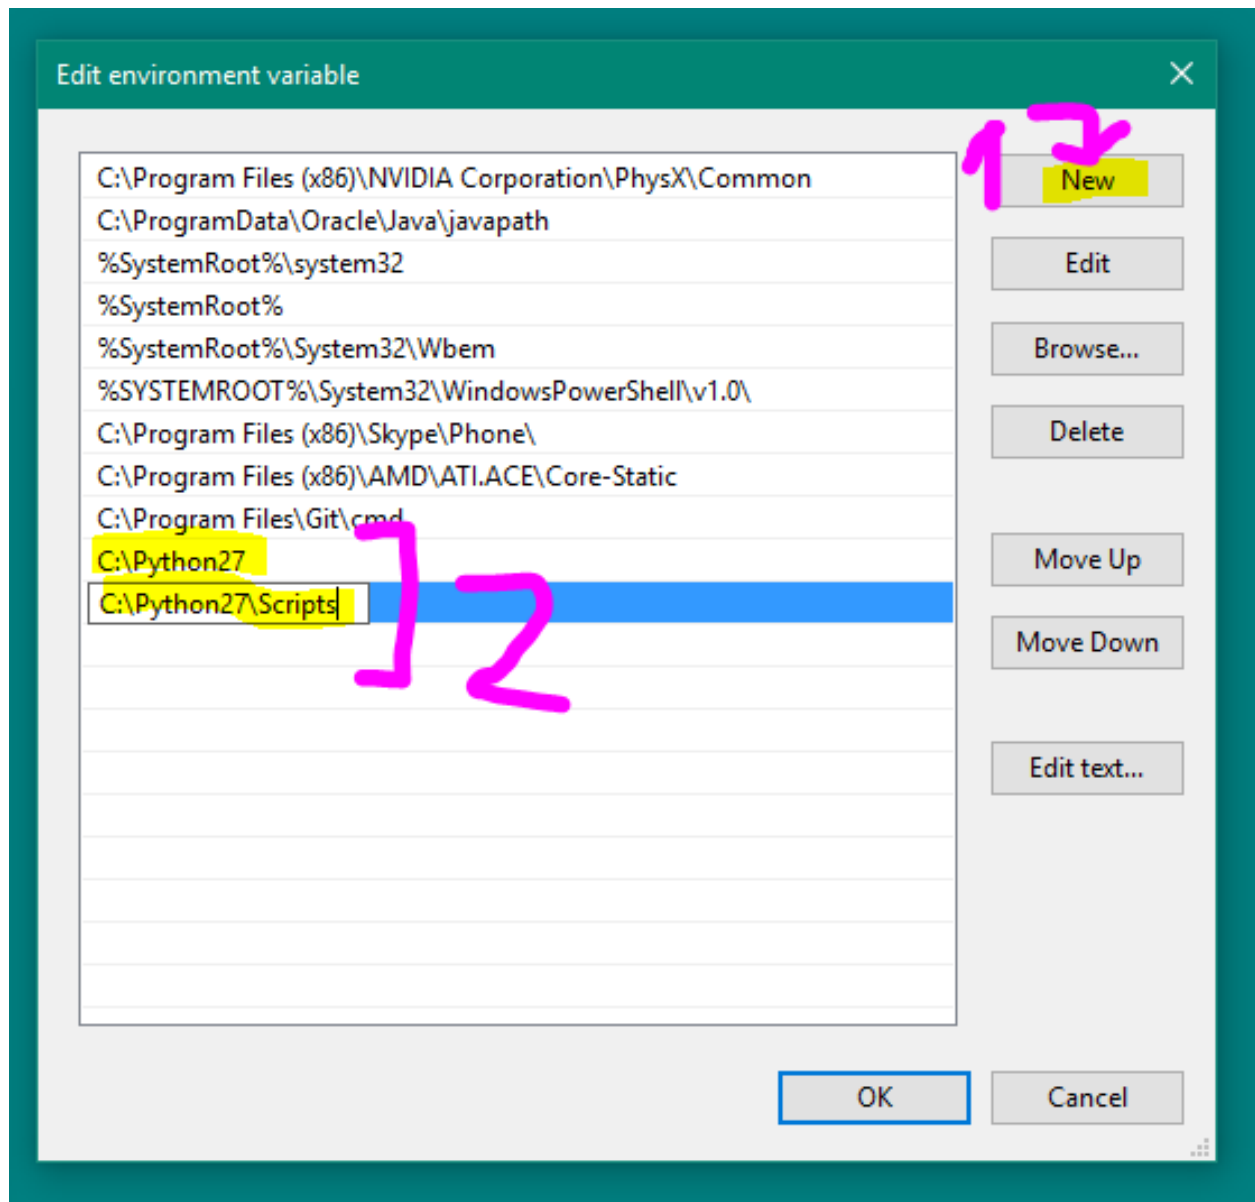 Edit environment variable
1
New
C:\Program Files (x86)\NVIDIA Corporation\PhysX\Common
C:\ProgramData\Oracle\Java\javapath
%SystemRoot%\system32
Edit
%SystemRoot%
%SystemRoot%\System32\Wbem
Browse...
%SYSTEMROOT%\System32\WindowsPowerShell\v1.0\
C:\Program Files (x86)\Skype\Phone\
Delete
C:\Program Files (x86)\AMD\ATI.ACE\Core-Static
C:\Program Files\Git\cmd
C:\Python27
Move Up
C:\Python27\Scripts
2
Move Down
Edit text...
OK
Cancel